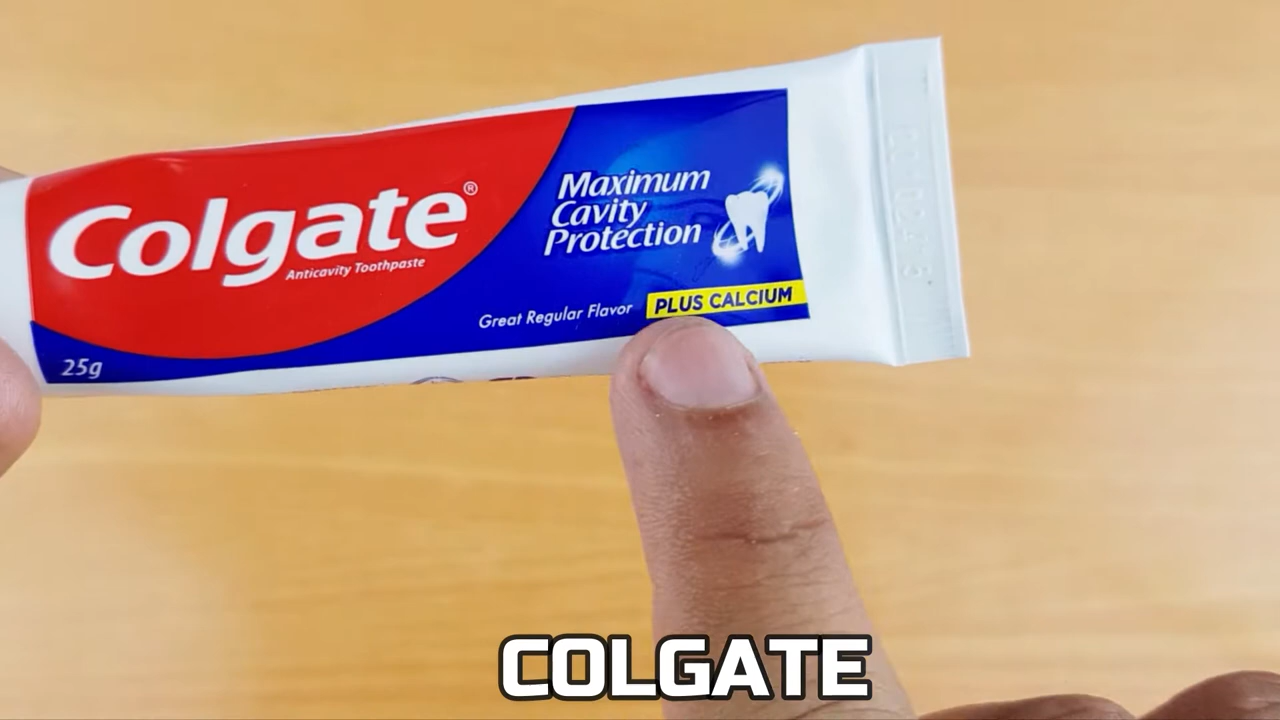 Colgate®
Anticavity Toothpaste
Maximum
Cavity
Protection
Great Regular Flavor
PLUS CALCIUM
25g
COLGATE